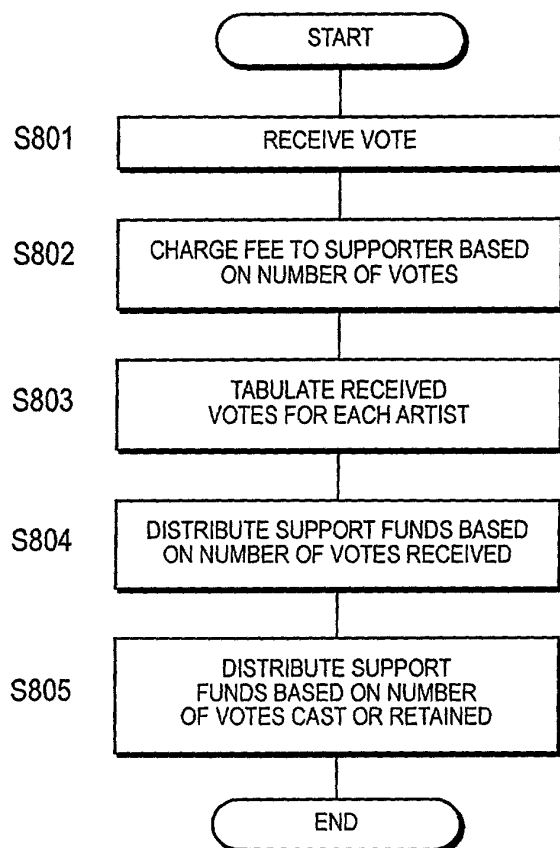 START
S801
RECEIVE VOTE
S802
CHARGE FEE TO SUPPORTER BASED
ON NUMBER OF VOTES
S803
TABULATE RECEIVED
VOTES FOR EACH ARTIST
S804
DISTRIBUTE SUPPORT FUNDS BASED
ON NUMBER OF VOTES RECEIVED
S805
DISTRIBUTE SUPPORT
FUNDS BASED ON NUMBER
OF VOTES CAST OR RETAINED
END